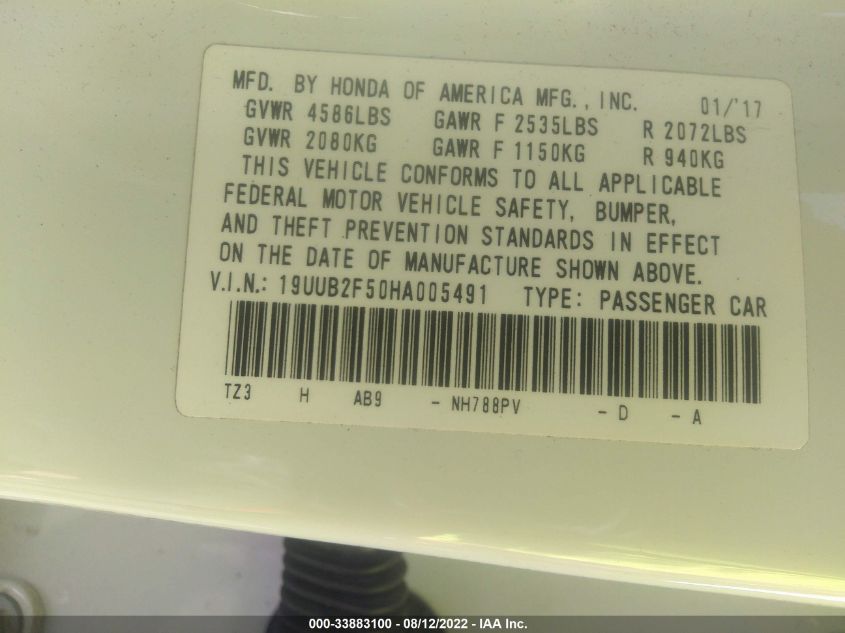 MFD. BY HONDA OF AMERICA MFG., INC. 01/'17
GVWR 4586LBS GAWR F 2535LBS R 2072LBS
GVWR 2080KG GAWR F 1150KG R 940KG
THIS VEHICLE CONFORMS TO ALL APPLICABLE
FEDERAL MOTOR VEHICLE SAFETY, BUMPER,
AND THEFT PREVENTION STANDARDS IN EFFECT
ON THE DATE OF MANUFACTURE SHOWN ABOVE.
V.I.N.: 19UUB2F50HA005491 TYPE: PASSENGER CAR
TZ3 H AB9 - NH788PV - D - A
000-33883100 - 08/12/2022 - IAA Inc.